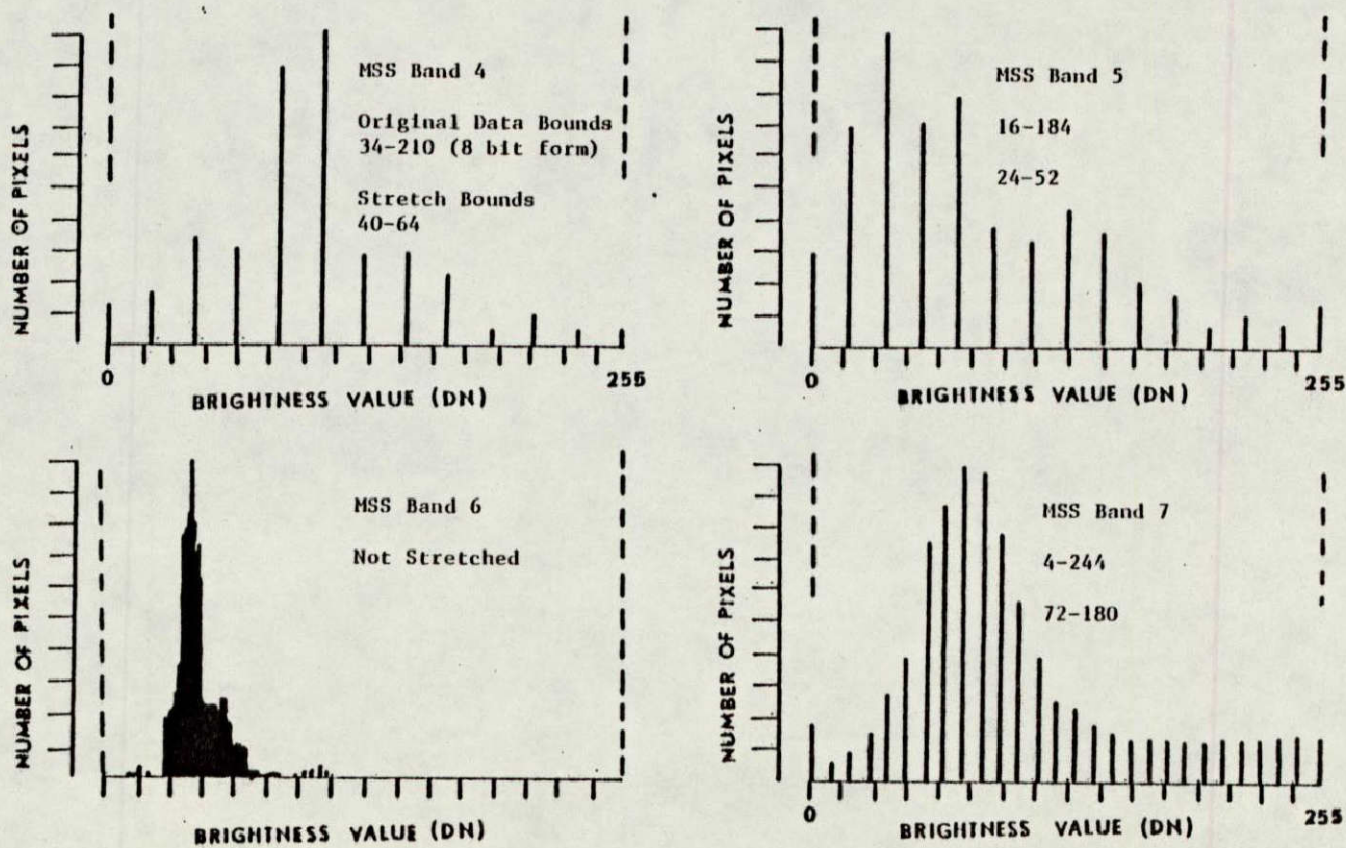 NUMBER OF PIXELS
MSS Band 4
Original Data Bounds
34-210 (8 bit form)
Stretch Bounds
40-64
0
255
BRIGHTNESS VALUE (DN)
NUMBER OF PIXELS
MSS Band 5
16-184
24-52
0
255
BRIGHTNESS VALUE (DN)
NUMBER OF PIXELS
MSS Band 6
Not Stretched
BRIGHTNESS VALUE (DN)
NUMBER OF PIXELS
MSS Band 7
4-244
72-180
0
255
BRIGHTNESS VALUE (DN)